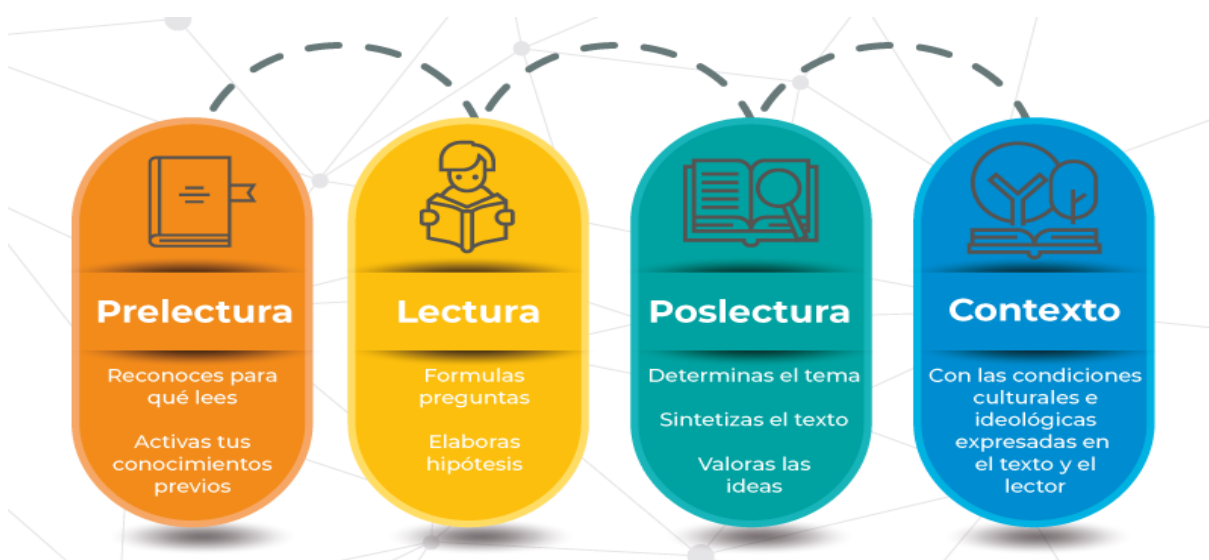 Prelectura
Reconoces para
qué lees
Activas tus
conocimientos
previos
Lectura
Formulas
preguntas
Elaboras
hipótesis
Poslectura
Determinas el tema
Sintetizas el texto
Valoras las
ideas
Contexto
Con las condiciones
culturales e
ideológicas
expresadas en
el texto y el
lector